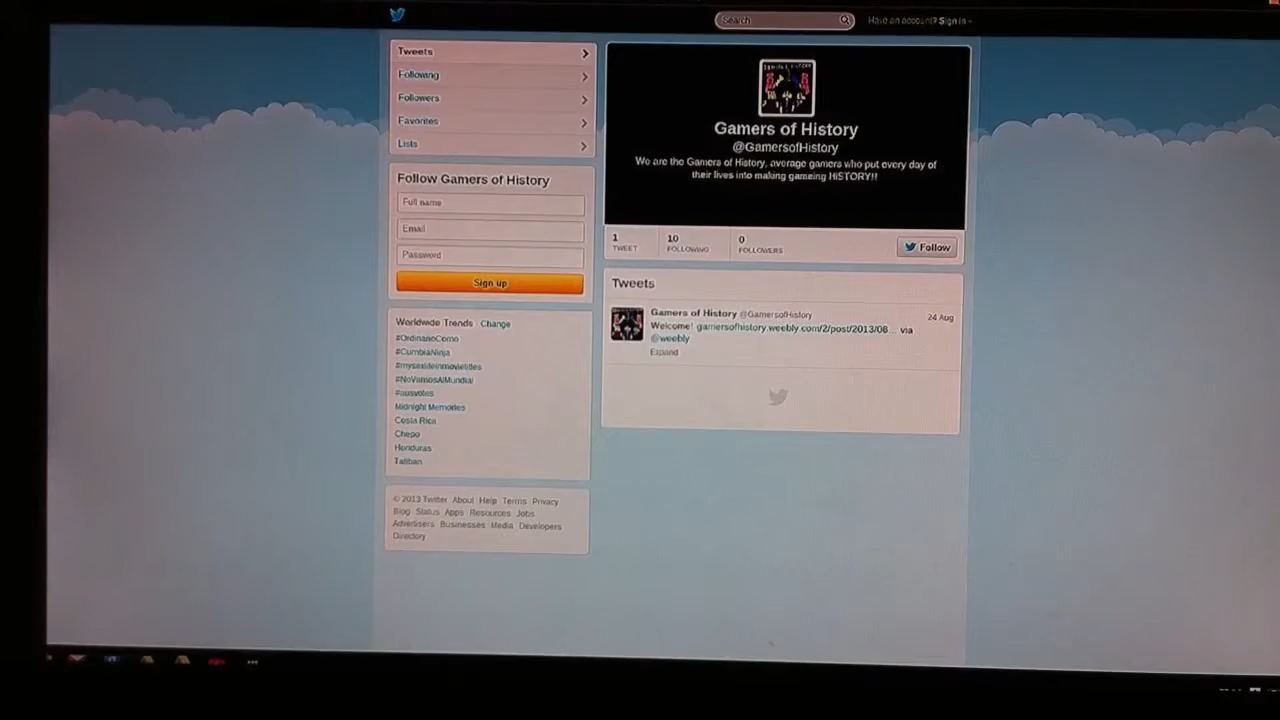 Search
Have an account? Sign in
Tweets
Following
Followers
Favorites
Lists
Follow Gamers of History
Full name
Email
Password
Sign up
Worldwide Trends · Change
#OrdinarioComo
#CumbiaNinja
#mysexlifeinmovietitles
#NoVamosAlMundial
#ausvotes
Midnight Memories
Costa Rica
Chepo
Honduras
Taliban
© 2013 Twitter About Help Terms Privacy
Blog Status Apps Resources Jobs
Advertisers Businesses Media Developers
Directory
Gamers of History
@GamersofHistory
We are the Gamers of History, average gamers who put every day of
their lives into making gameing HISTORY!!
1
TWEET
10
FOLLOWING
0
FOLLOWERS
Follow
Tweets
Gamers of History @GamersofHistory
24 Aug
Welcome! gamersofhistory.weebly.com/2/post/2013/08... via
@weebly
Expand